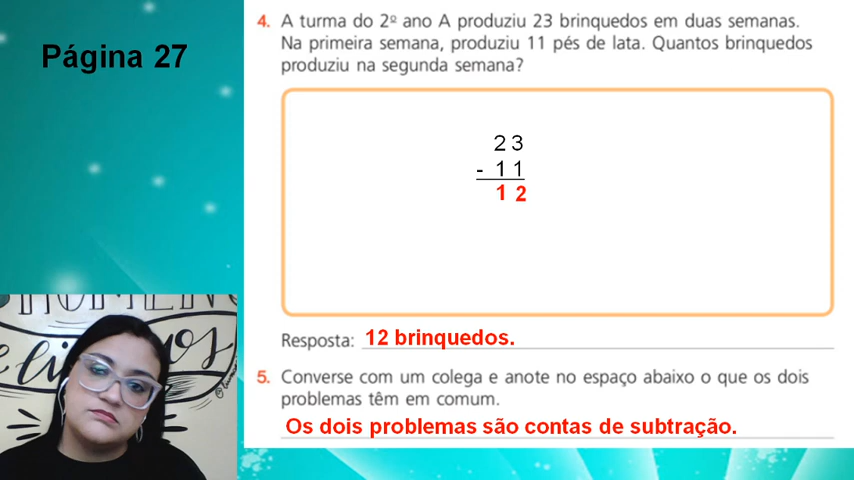 Página 27
4. A turma do 2º ano A produziu 23 brinquedos em duas semanas.
Na primeira semana, produziu 11 pés de lata. Quantos brinquedos
produziu na segunda semana?
2 3
- 1 1
1 2
Resposta: 12 brinquedos.
5. Converse com um colega e anote no espaço abaixo o que os dois
problemas têm em comum.
Os dois problemas são contas de subtração.